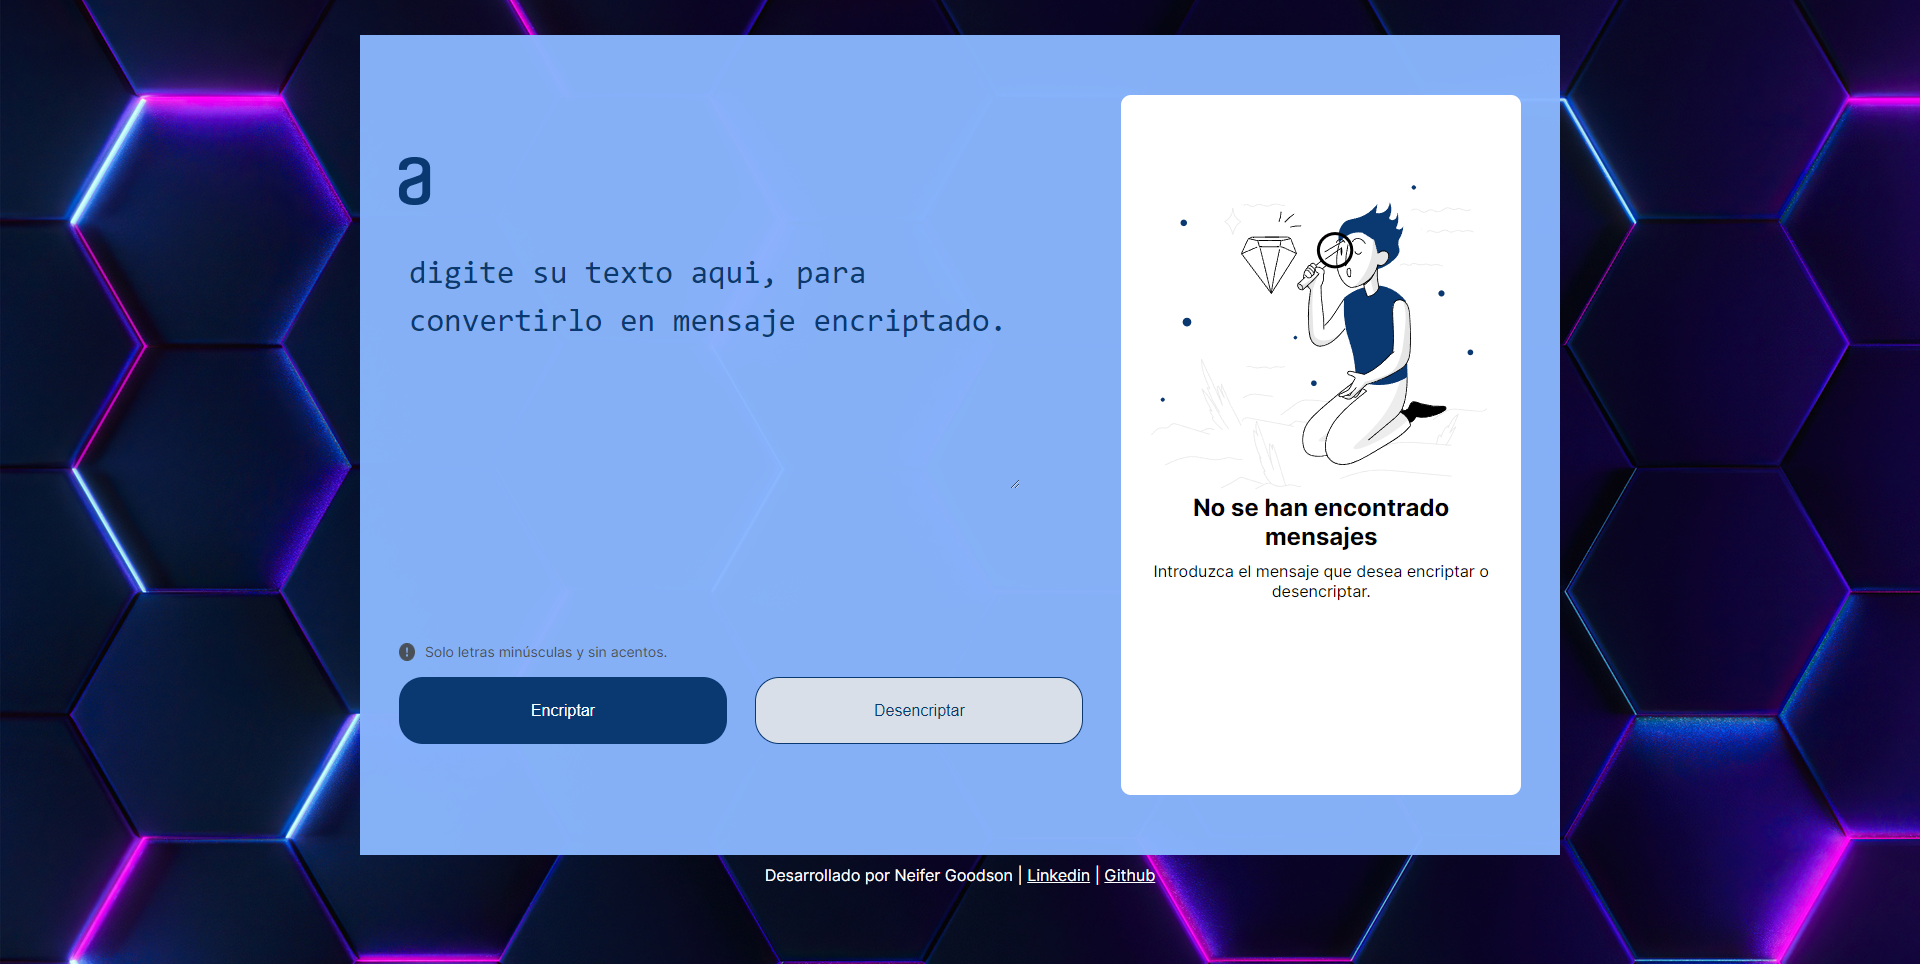 a
digite su texto aqui, para
convertirlo en mensaje encriptado.
Solo letras minúsculas y sin acentos.
Encriptar
Desencriptar
No se han encontrado
mensajes
Introduzca el mensaje que desea encriptar o
desencriptar.
Desarrollado por Neifer Goodson | Linkedin | Github